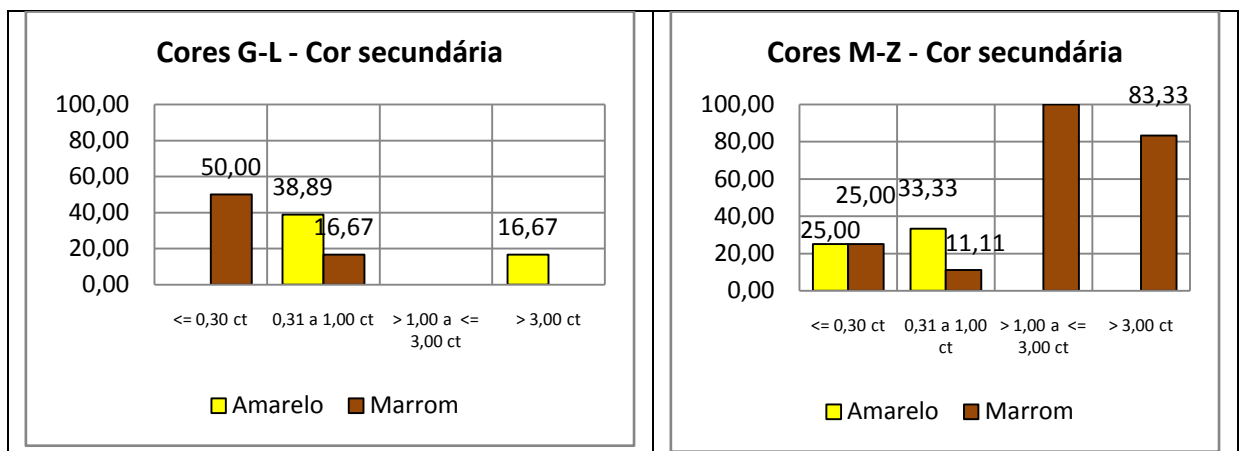 Cores G-L - Cor secundária
100,00
80,00
60,00
40,00
20,00
0,00
50,00
38,89
16,67
16,67
<= 0,30 ct
0,31 a 1,00 ct
> 1,00 a <=
3,00 ct
> 3,00 ct
Amarelo
Marrom
Cores M-Z - Cor secundária
100,00
80,00
60,00
40,00
20,00
0,00
25,00
25,00
33,33
11,11
83,33
<= 0,30 ct
0,31 a 1,00
ct
> 1,00 a <=
3,00 ct
> 3,00 ct
Amarelo
Marrom